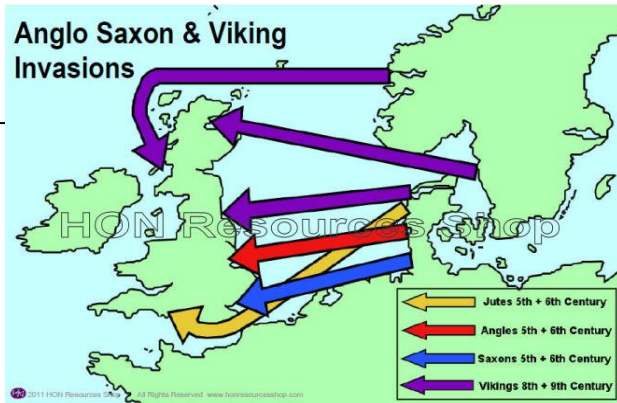 Anglo Saxon & Viking
Invasions
HON Resources Shop
Jutes 5th + 6th Century
Angles 5th + 6th Century
Saxons 5th + 6th Century
Vikings 8th + 9th Century
2011 HON Resources Shop All Rights Reserved www.honresourcesshop.com